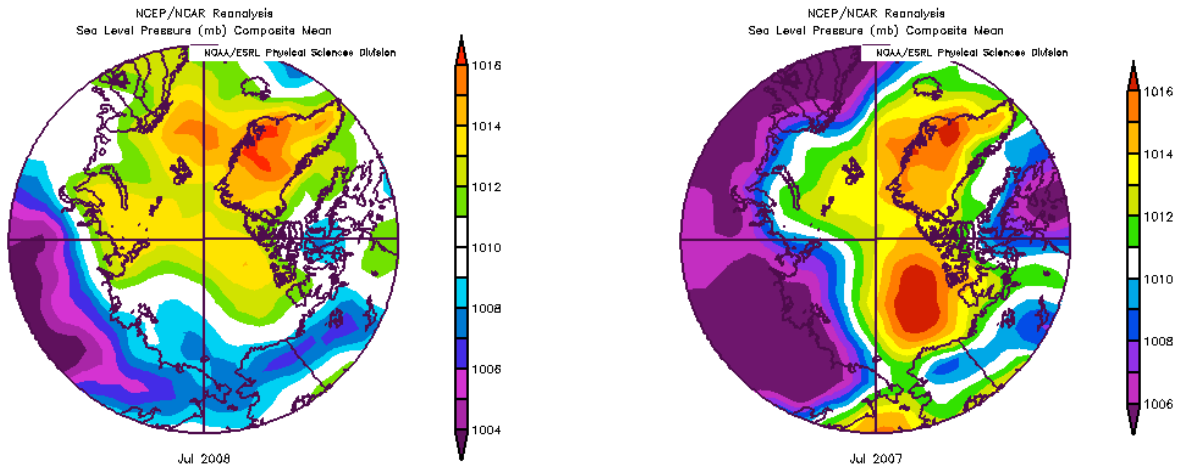 NCEP/NCAR Reanalysis
Sea Level Pressure (mb) Composite Mean
NOAA/ESRL Physical Sciences Division
1016
1014
1012
1010
1008
1006
1004
Jul 2008
NCEP/NCAR Reanalysis
Sea Level Pressure (mb) Composite Mean
NOAA/ESRL Physical Sciences Division
1016
1014
1012
1010
1008
1006
Jul 2007